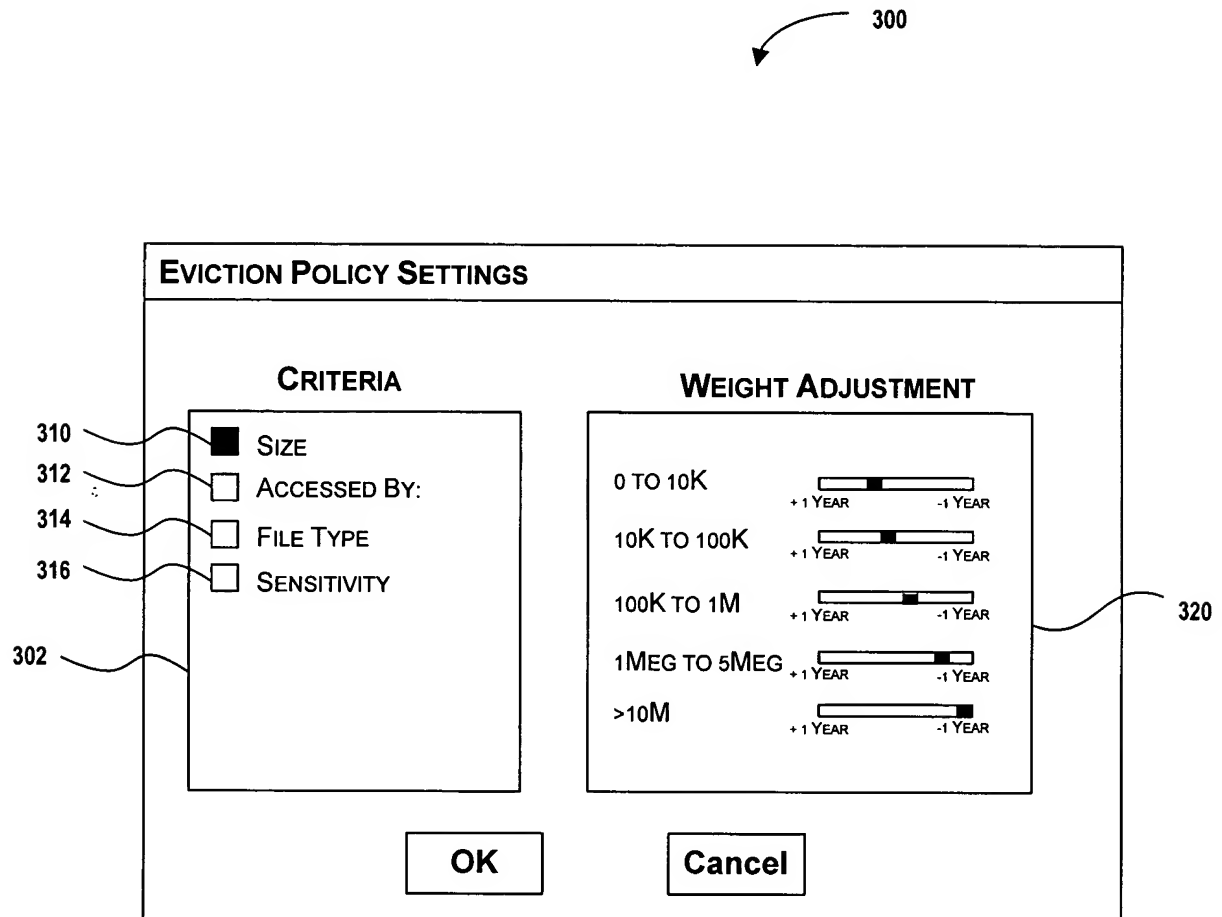 300
EVICTION POLICY SETTINGS
CRITERIA
310
SIZE
312
ACCESSED BY:
314
FILE TYPE
316
SENSITIVITY
302
WEIGHT ADJUSTMENT
0 TO 10K
+ 1 YEAR -1 YEAR
10K TO 100K
+ 1 YEAR -1 YEAR
100K TO 1M
+ 1 YEAR -1 YEAR
320
1MEG TO 5MEG
+ 1 YEAR -1 YEAR
>10M
+ 1 YEAR -1 YEAR
OK Cancel